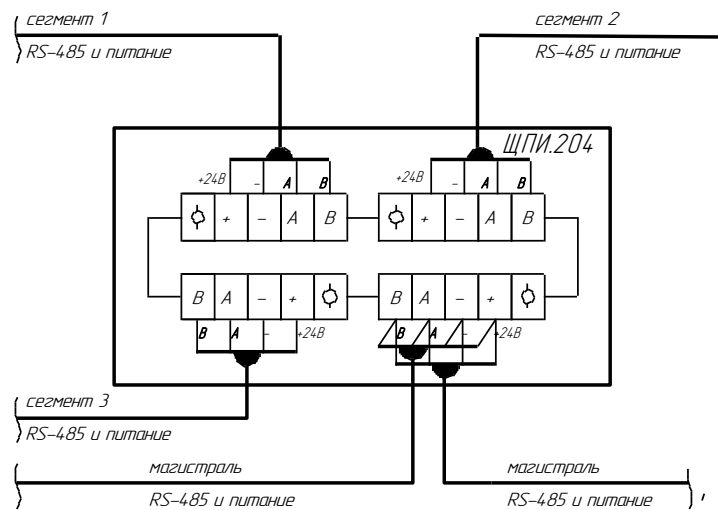 сегмент 1
RS-485 и питание
сегмент 2
RS-485 и питание
ЩПИ.204
+24В - А В
+24В - А В
+ - А В
+ - А В
В А - +
В А - +
В А - +24В
В А - +24В
сегмент 3
RS-485 и питание
магистраль
RS-485 и питание
магистраль
RS-485 и питание